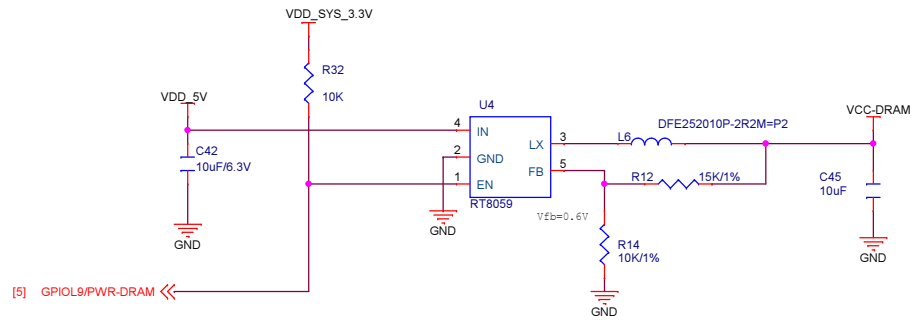 VDD_SYS_3.3V
R32
10K
VDD_5V
U4
VCC-DRAM
4
IN
LX
3
L6
DFE252010P-2R2M=P2
C42
10uF/6.3V
2
GND
FB
5
R12
15K/1%
C45
10uF
1
EN
RT8059
Vfb=0.6V
GND
GND
R14
10K/1%
GND
[5]
GPIOL9/PWR-DRAM
GND